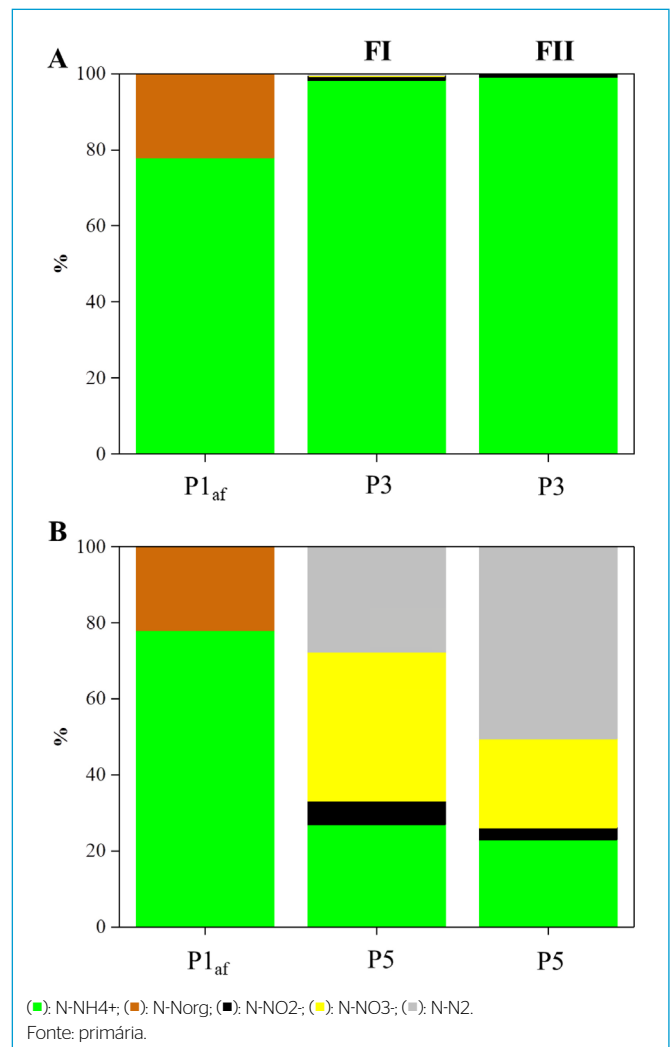 FI FII
A
100
80
60
40
20
0
%
P1af P3 P3
B
100
80
60
40
20
0
%
P1af P5 P5
(■): N-NH4+; (■): N-Norg; (■): N-NO2-; (■): N-NO3-; (■): N-N2.
Fonte: primária.